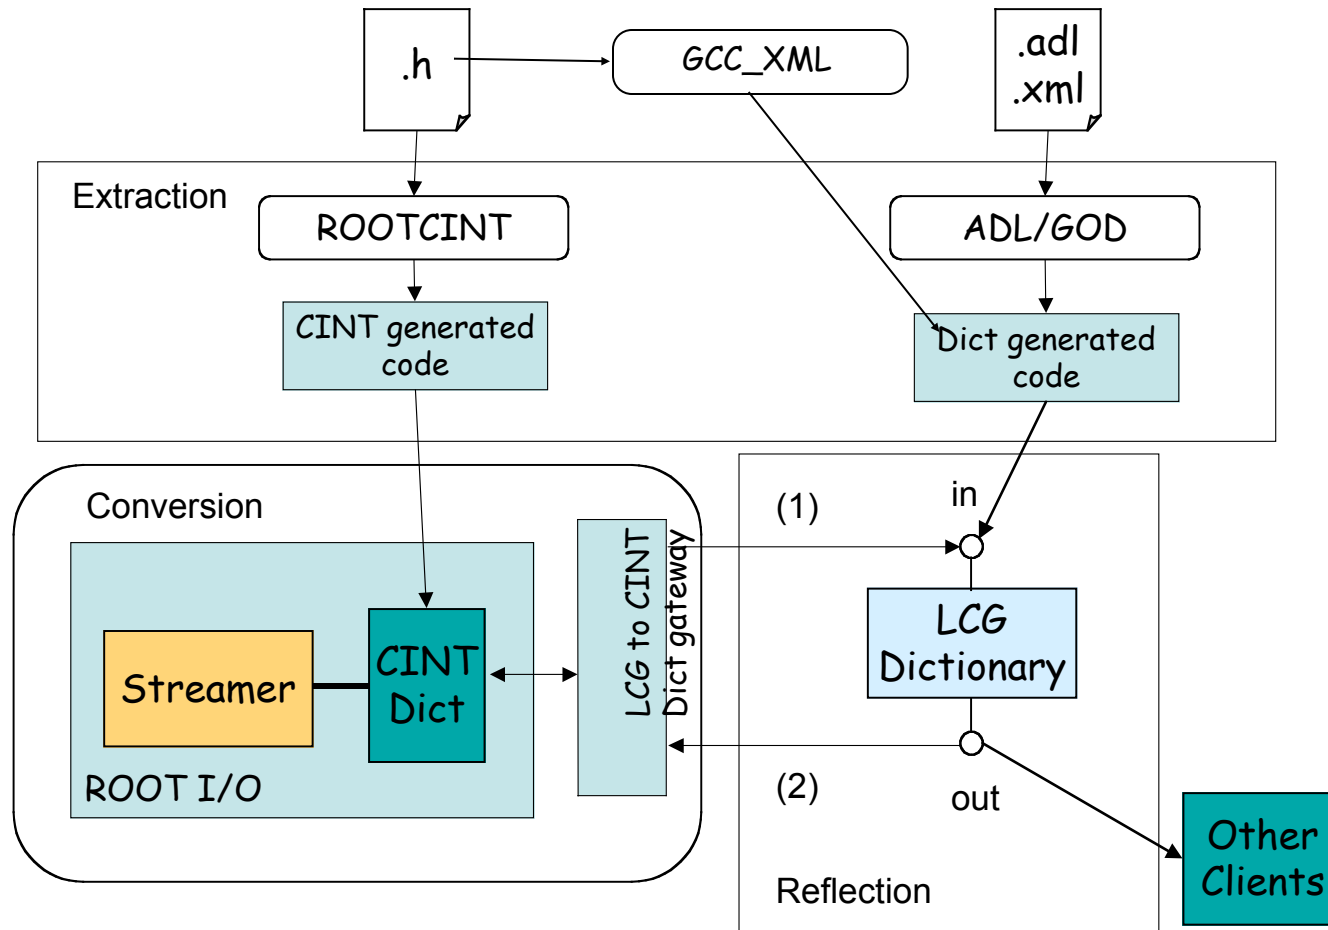 .h
GCC_XML
.adl
.xml
Extraction
ROOTCINT
ADL/GOD
CINT generated
code
Dict generated
code
Conversion
(1)
in
LCG to CINT
Dict gateway
LCG
Dictionary
CINT
Dict
Streamer
ROOT I/O
(2)
out
Other
Clients
Reflection